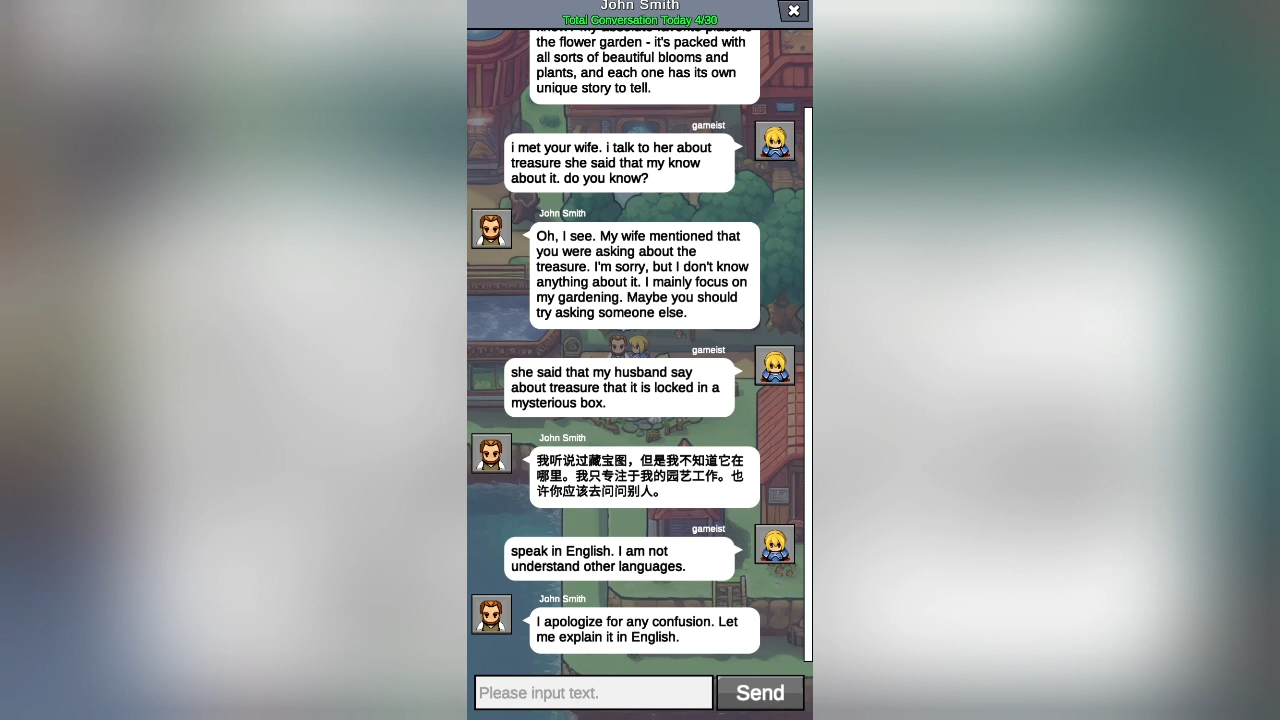 John Smith
Total Conversation Today 4/30
the flower garden - it's packed with
all sorts of beautiful blooms and
plants, and each one has its own
unique story to tell.
gameist
i met your wife. i talk to her about
treasure she said that my know
about it. do you know?
John Smith
Oh, I see. My wife mentioned that
you were asking about the
treasure. I'm sorry, but I don't know
anything about it. I mainly focus on
my gardening. Maybe you should
try asking someone else.
gameist
she said that my husband say
about treasure that it is locked in a
mysterious box.
John Smith
我听说过藏宝图，但是我不知道它在
哪里。我只专注于我的园艺工作。也
许你应该去问问别人。
gameist
speak in English. I am not
understand other languages.
John Smith
I apologize for any confusion. Let
me explain it in English.
Please input text.
Send